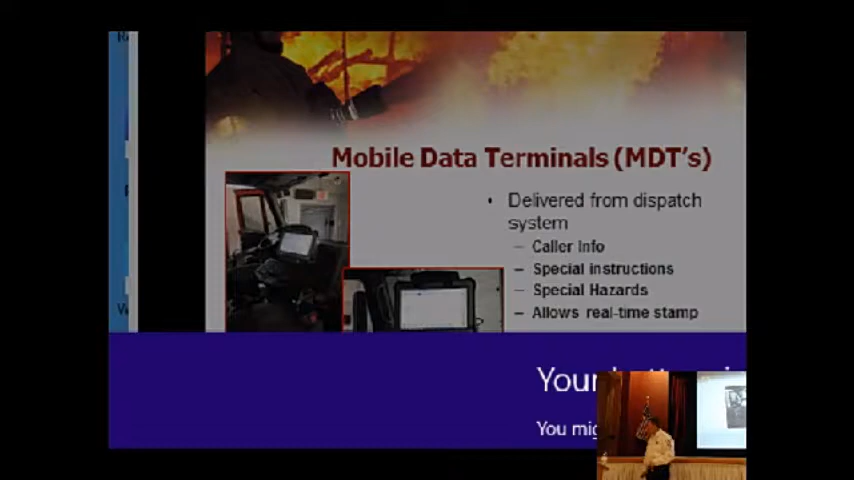 Mobile Data Terminals (MDT's)
• Delivered from dispatch
system
– Caller Info
– Special instructions
– Special Hazards
– Allows real-time stamp
Your
You